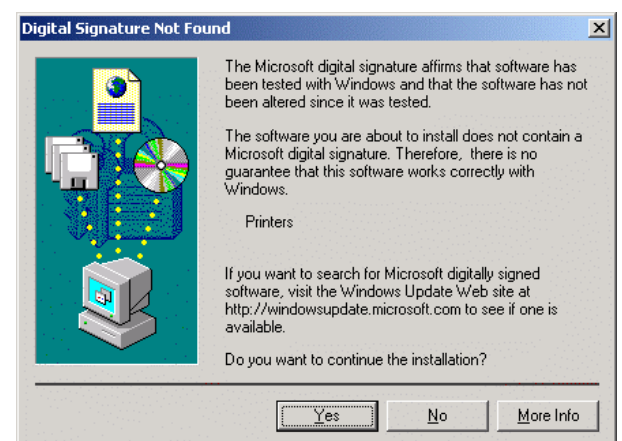 Digital Signature Not Found
The Microsoft digital signature affirms that software has
been tested with Windows and that the software has not
been altered since it was tested.
The software you are about to install does not contain a
Microsoft digital signature. Therefore, there is no
guarantee that this software works correctly with
Windows.
Printers
If you want to search for Microsoft digitally signed
software, visit the Windows Update Web site at
http://windowsupdate.microsoft.com to see if one is
available.
Do you want to continue the installation?
Yes No More Info